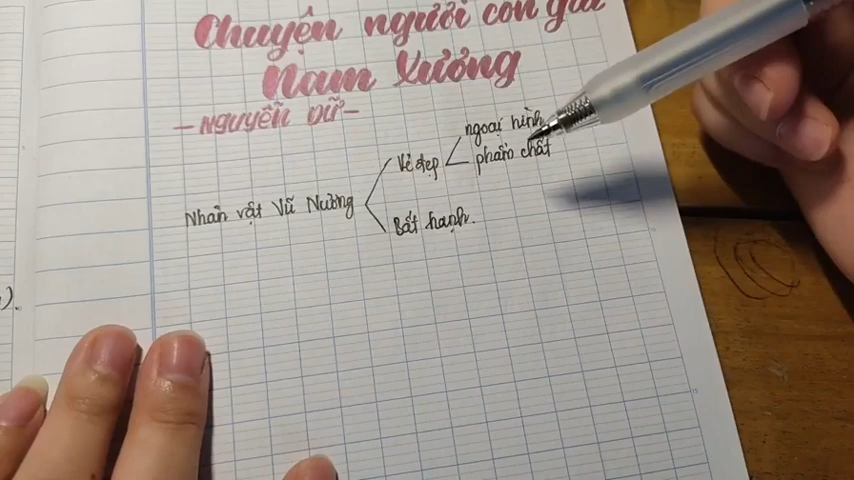 Chuyện người con gái
Nam Xương
- NGUYỄN DỮ -
ngoại hình
Vẻ đẹp
phẩm chất
Nhân vật Vũ Nương
Bất hạnh.
).
15